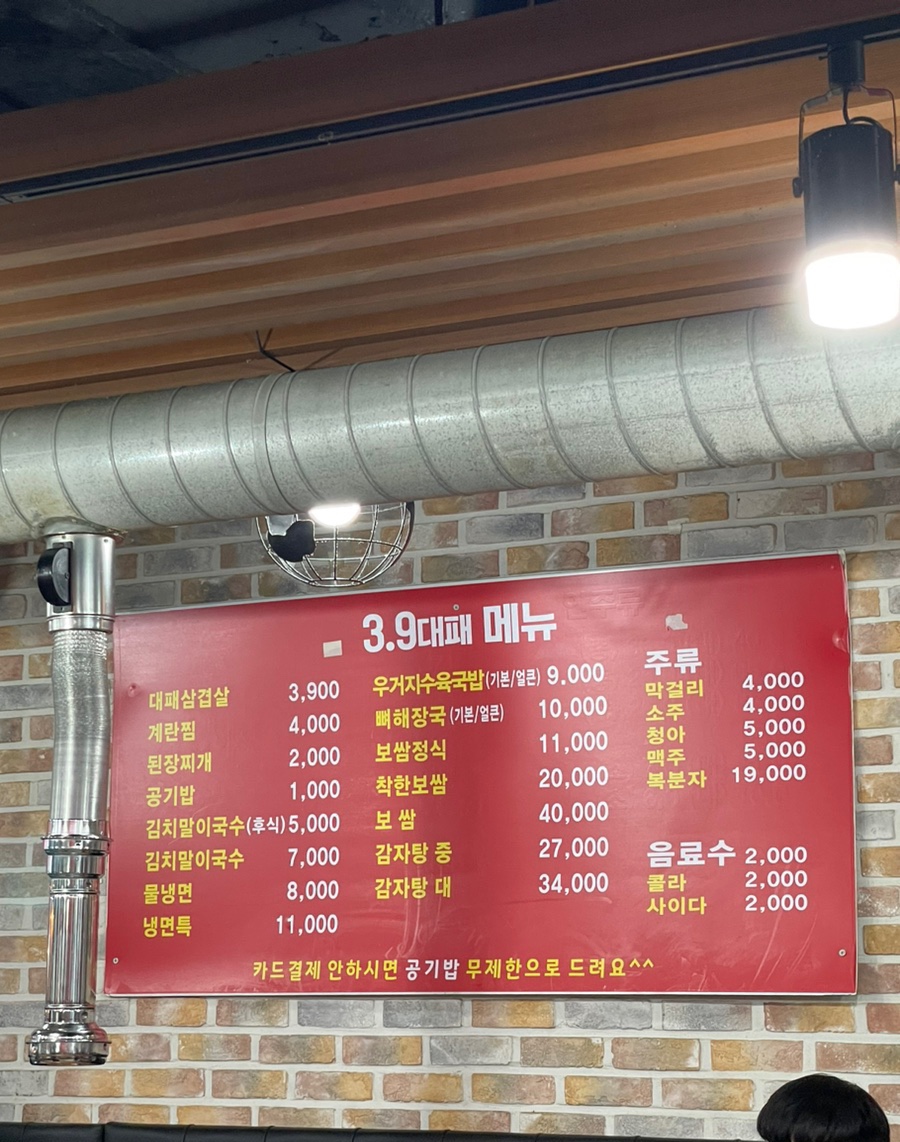 3.9대패 메뉴
대패삼겹살 3,900
계란찜 4,000
된장찌개 2,000
공기밥 1,000
김치말이국수(후식) 5,000
김치말이국수 7,000
물냉면 8,000
냉면특 11,000
우거지수육국밥(기본/얼큰) 9.000
뼈해장국(기본/얼큰) 10,000
보쌈정식 11,000
착한보쌈 20,000
보 쌈 40,000
감자탕 중 27,000
감자탕 대 34,000
주류
막걸리 4,000
소주 4,000
청아 5,000
맥주 5,000
복분자 19,000
음료수 2,000
콜라 2,000
사이다 2,000
카드결제 안하시면 공기밥 무제한으로 드려요^^